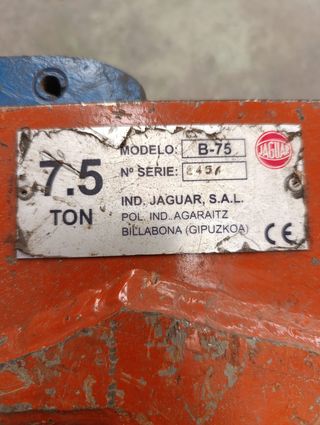 7.5
TON
MODELO: B-75
Nº SERIE:
JAGUAR
IND. JAGUAR, S.A.L.
POL. IND. AGARAITZ
BILLABONA (GIPUZKOA)
CE